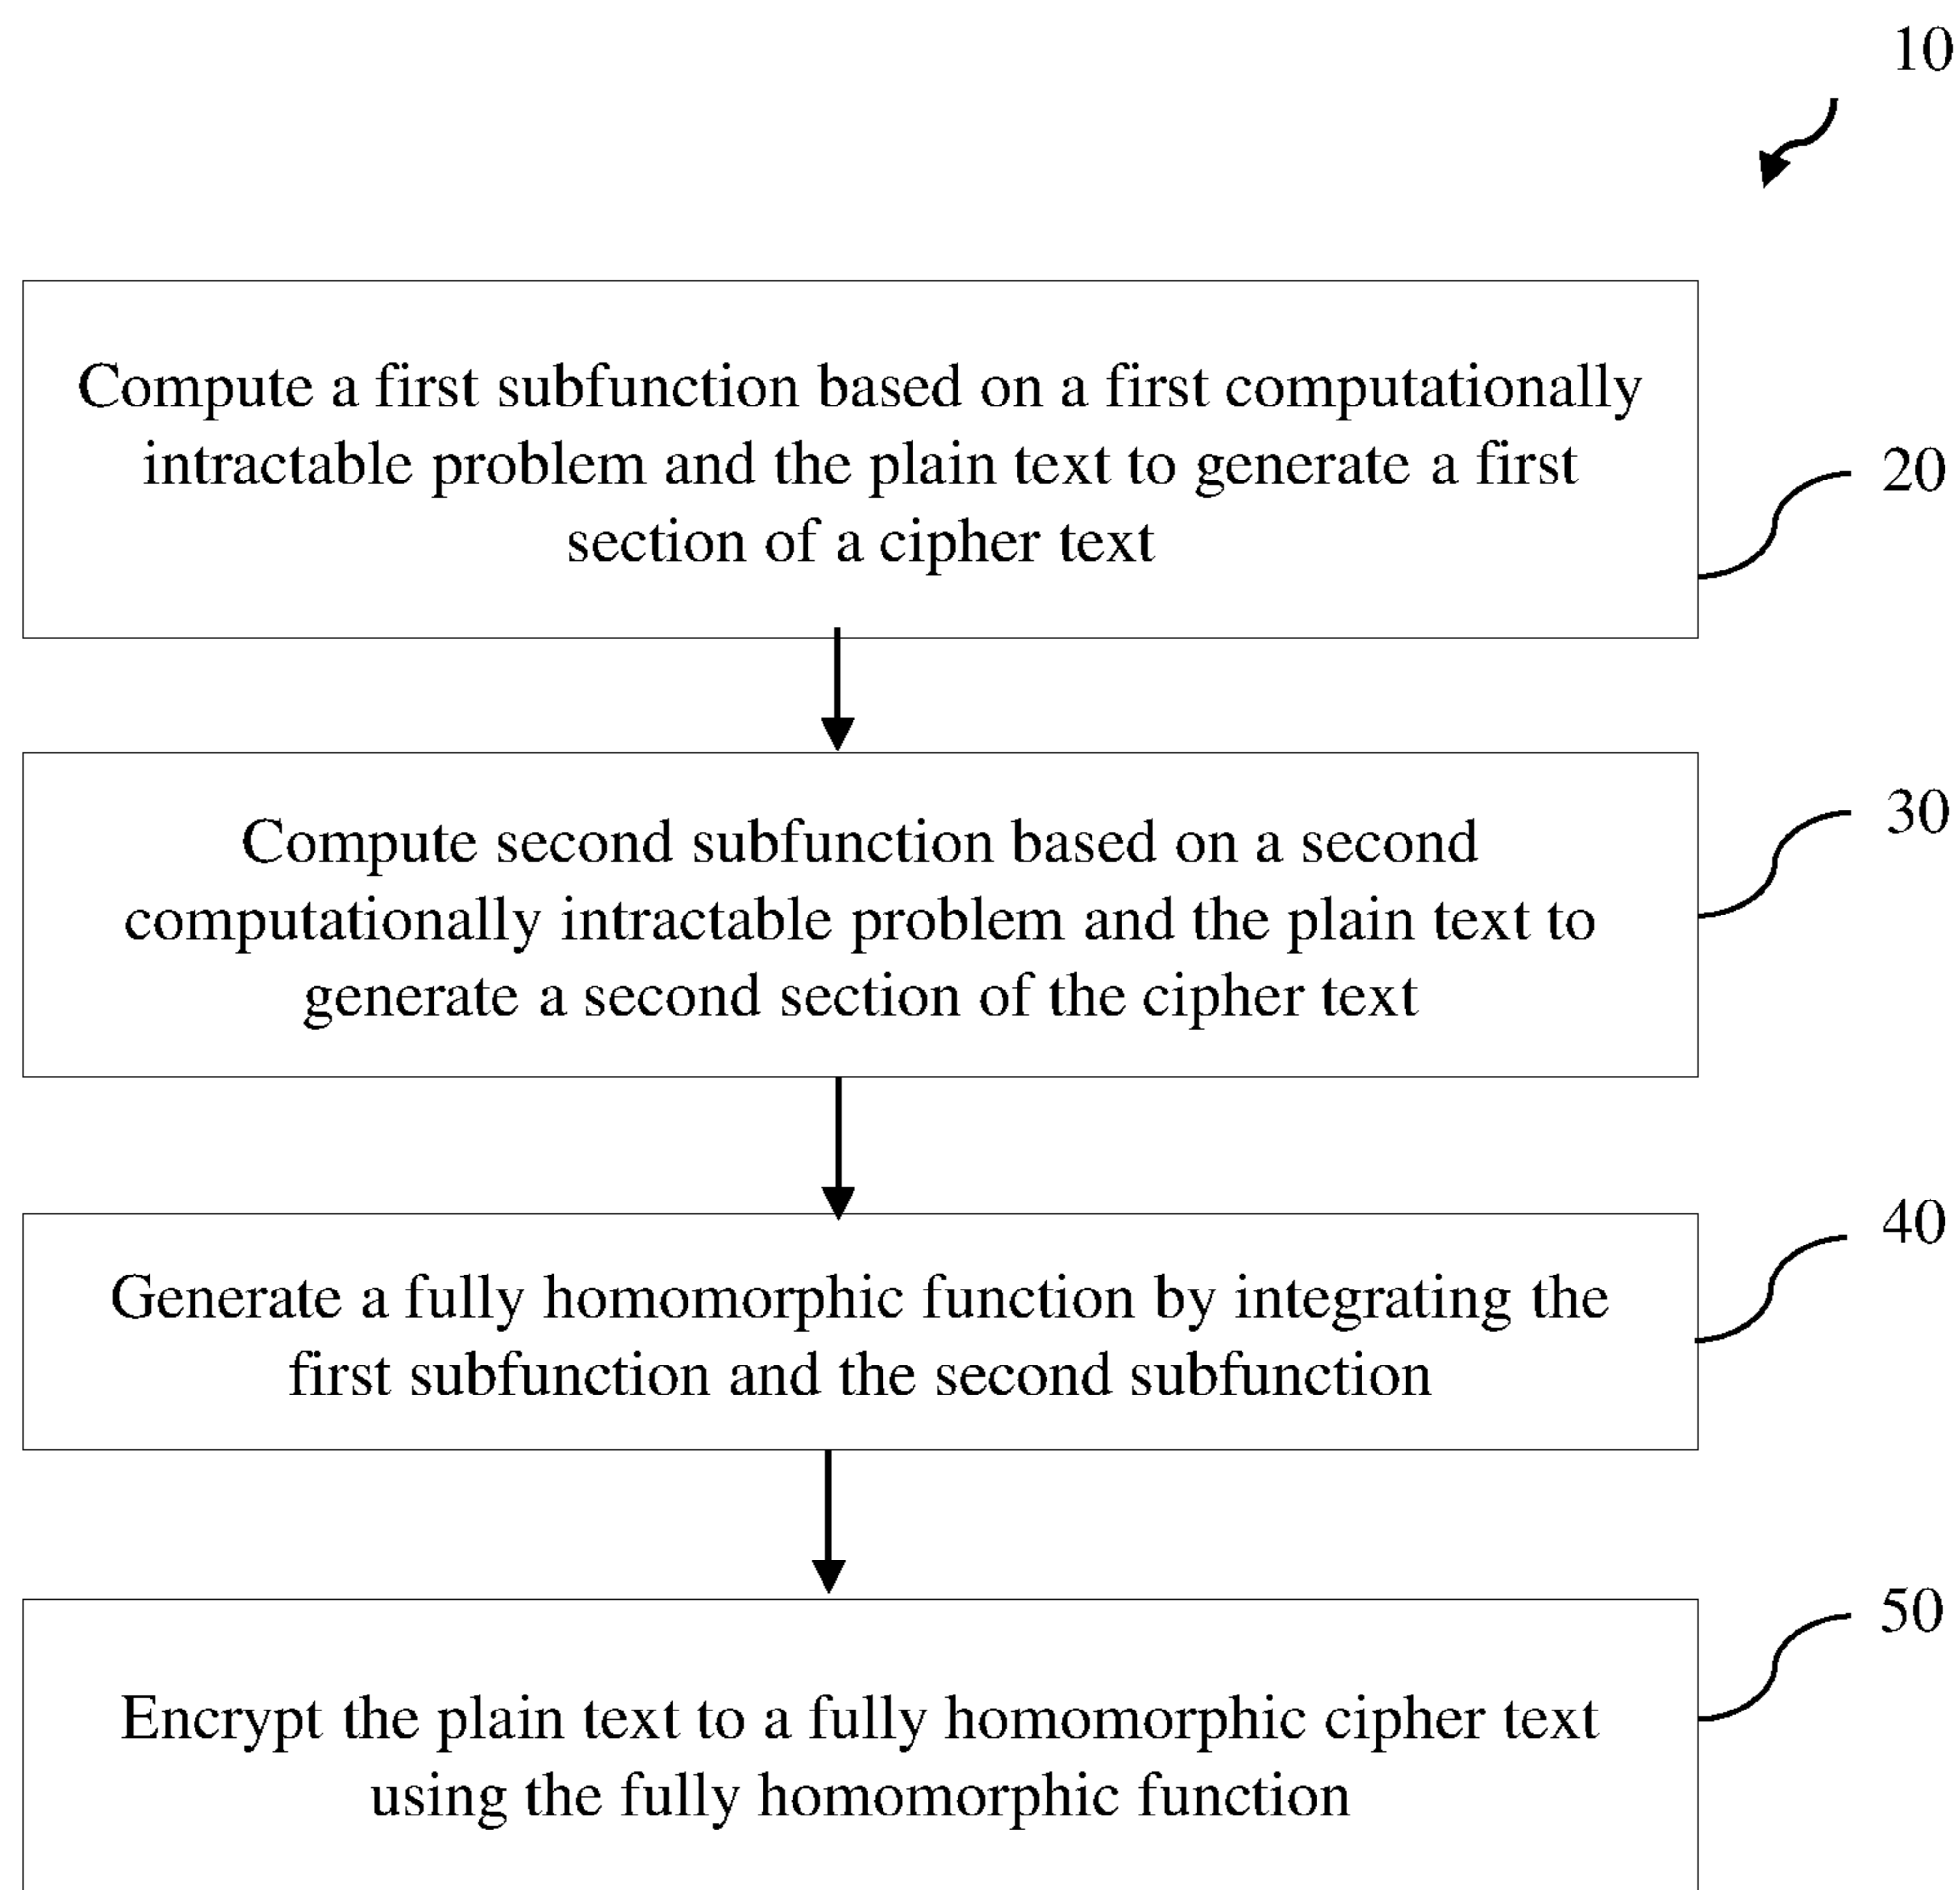 10
Compute a first subfunction based on a first computationally
intractable problem and the plain text to generate a first
section of a cipher text
20
Compute second subfunction based on a second
computationally intractable problem and the plain text to
generate a second section of the cipher text
30
Generate a fully homomorphic function by integrating the
first subfunction and the second subfunction
40
Encrypt the plain text to a fully homomorphic cipher text
using the fully homomorphic function
50